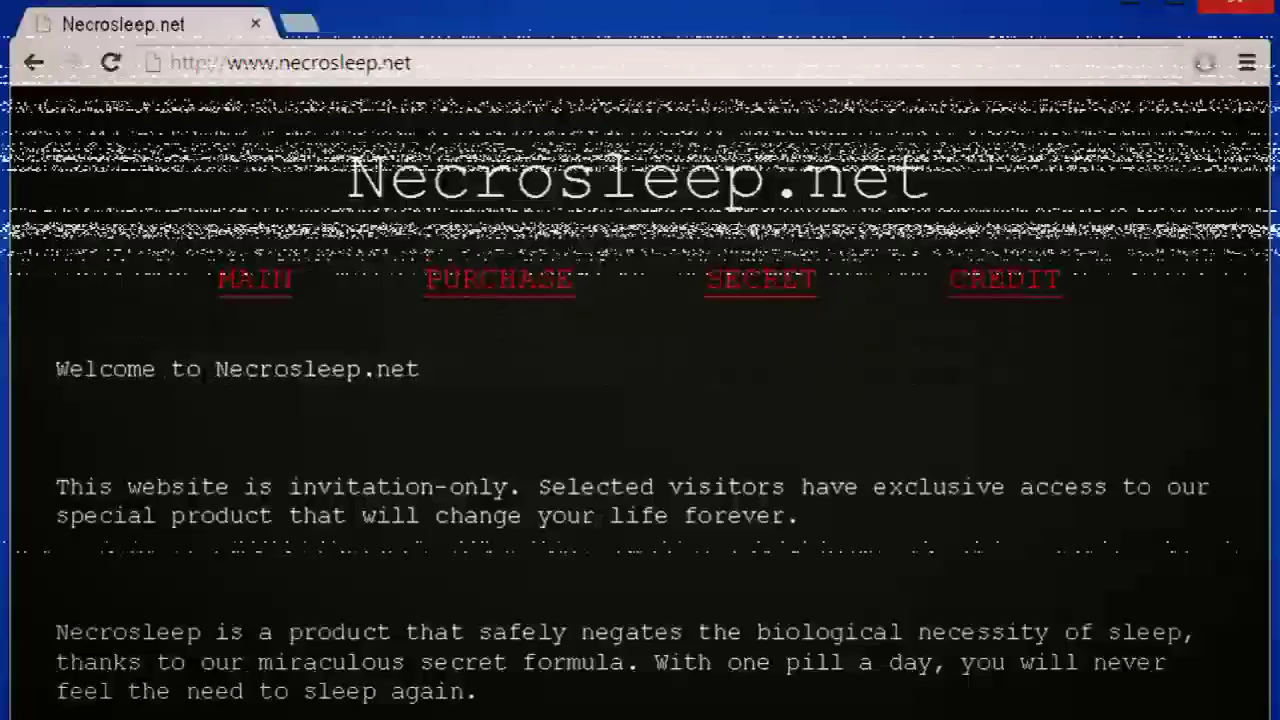 Necrosleep.net
http://www.necrosleep.net
Necrosleep.net
MAIN PURCHASE SECRET CREDIT
Welcome to Necrosleep.net
This website is invitation-only. Selected visitors have exclusive access to our
special product that will change your life forever.
Necrosleep is a product that safely negates the biological necessity of sleep,
thanks to our miraculous secret formula. With one pill a day, you will never
feel the need to sleep again.